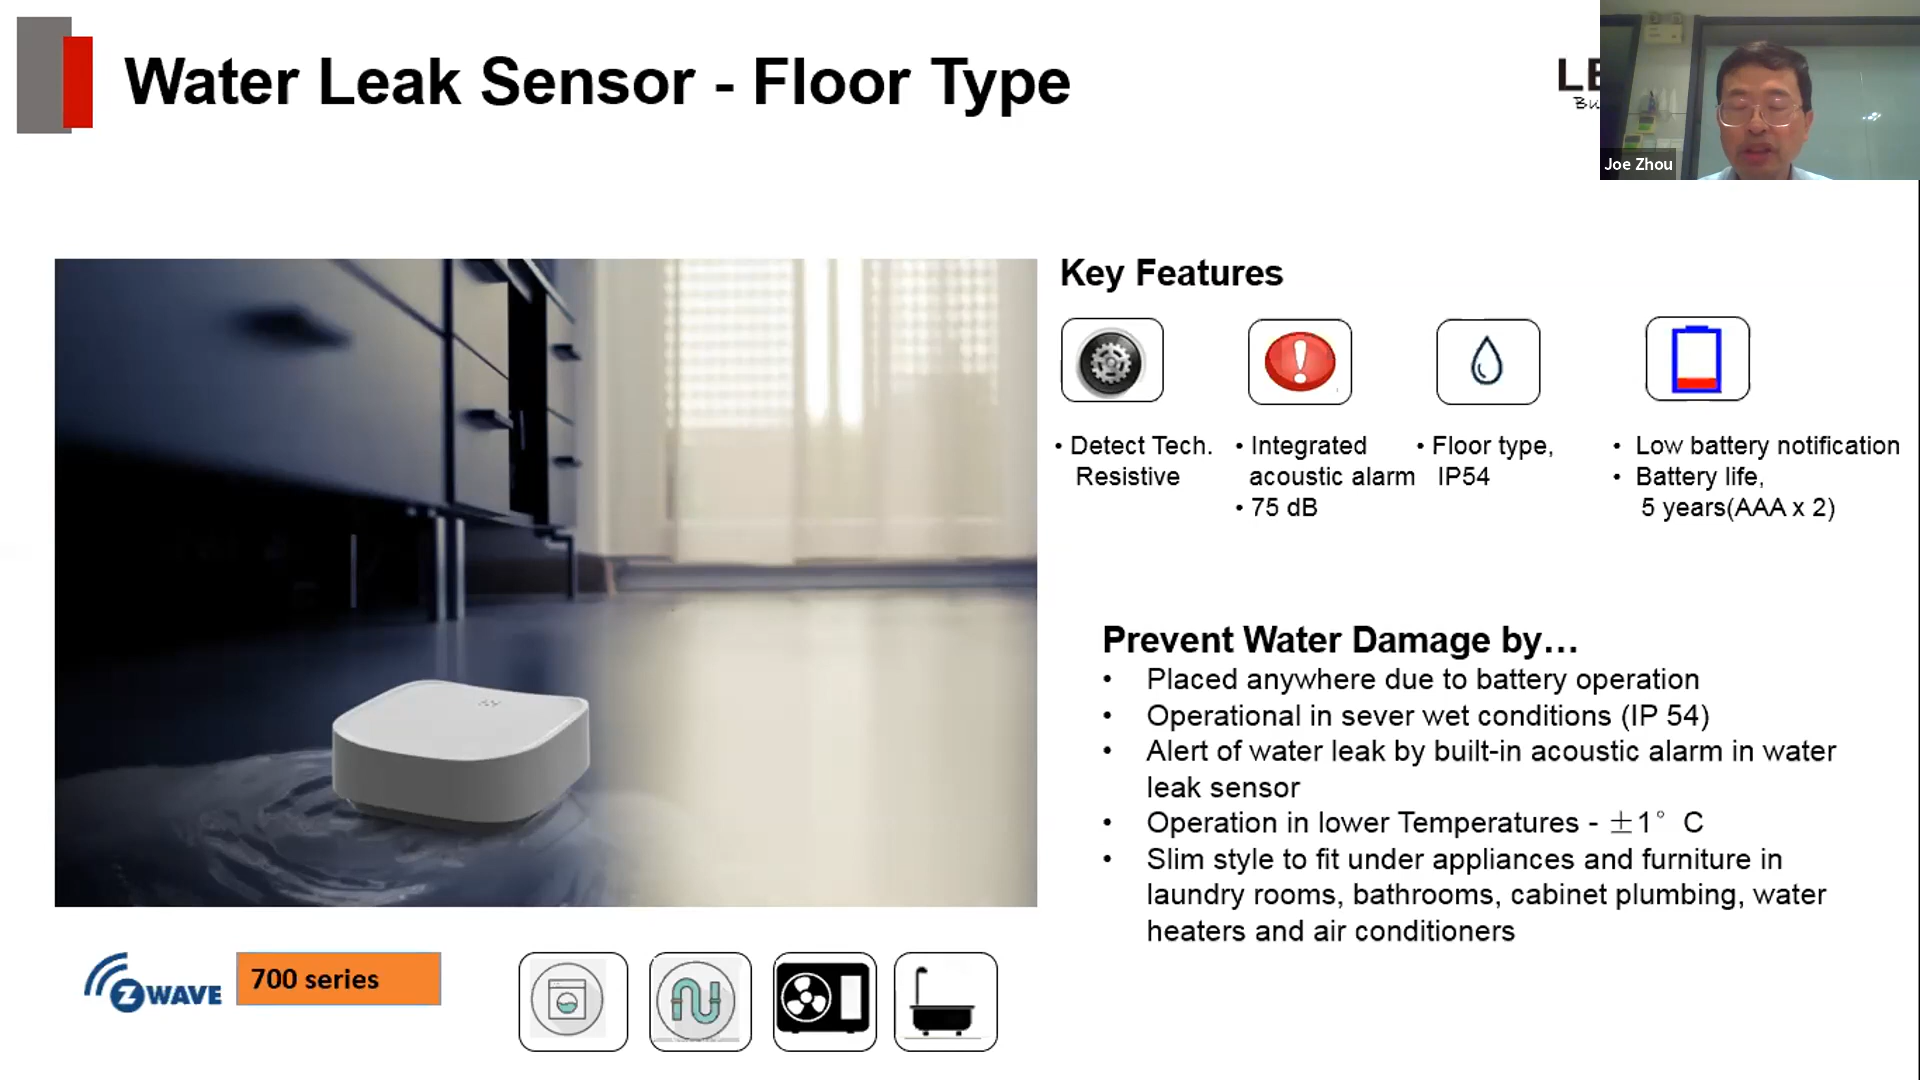 Water Leak Sensor - Floor Type
LE
Bu
Joe Zhou
Key Features
• Detect Tech.
Resistive
• Integrated
acoustic alarm
• 75 dB
• Floor type,
IP54
• Low battery notification
• Battery life,
5 years(AAA x 2)
Prevent Water Damage by…
• Placed anywhere due to battery operation
• Operational in sever wet conditions (IP 54)
• Alert of water leak by built-in acoustic alarm in water
leak sensor
• Operation in lower Temperatures - ±1° C
• Slim style to fit under appliances and furniture in
laundry rooms, bathrooms, cabinet plumbing, water
heaters and air conditioners
Z WAVE
700 series